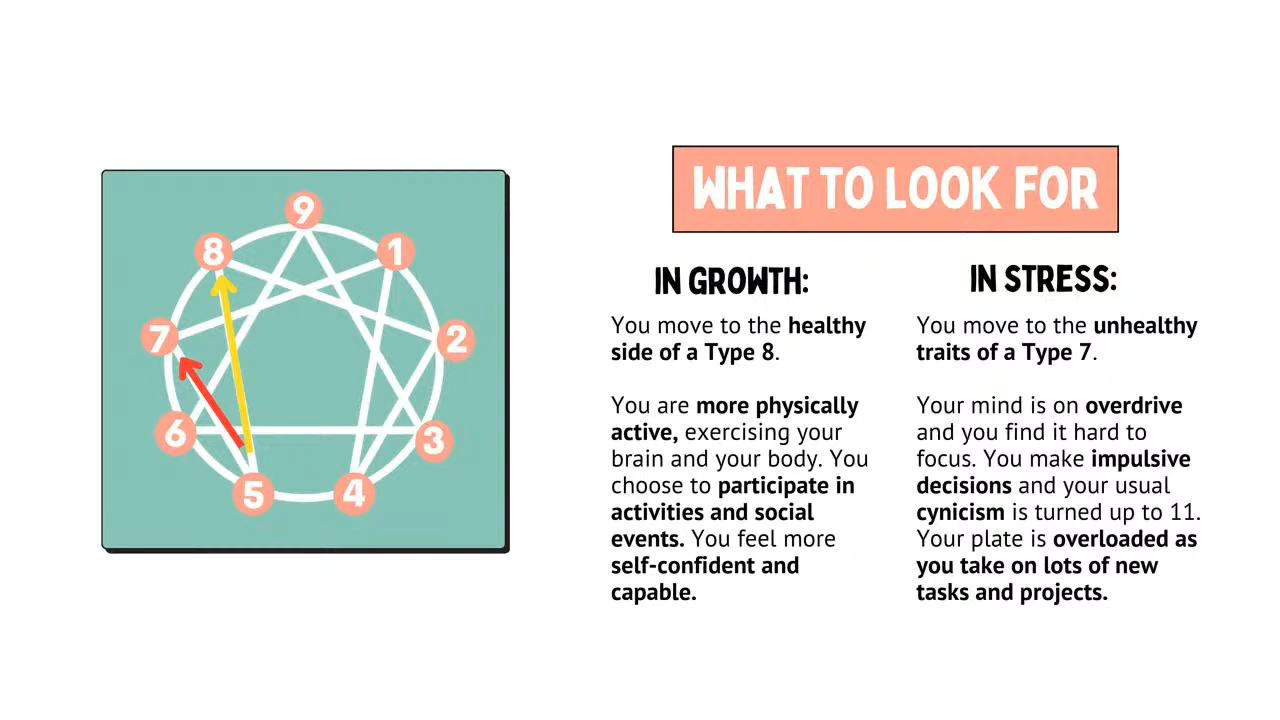 9
8
1
7
2
6
3
5
4
WHAT TO LOOK FOR
IN GROWTH:
You move to the healthy
side of a Type 8.
You are more physically
active, exercising your
brain and your body. You
choose to participate in
activities and social
events. You feel more
self-confident and
capable.
IN STRESS:
You move to the unhealthy
traits of a Type 7.
Your mind is on overdrive
and you find it hard to
focus. You make impulsive
decisions and your usual
cynicism is turned up to 11.
Your plate is overloaded as
you take on lots of new
tasks and projects.